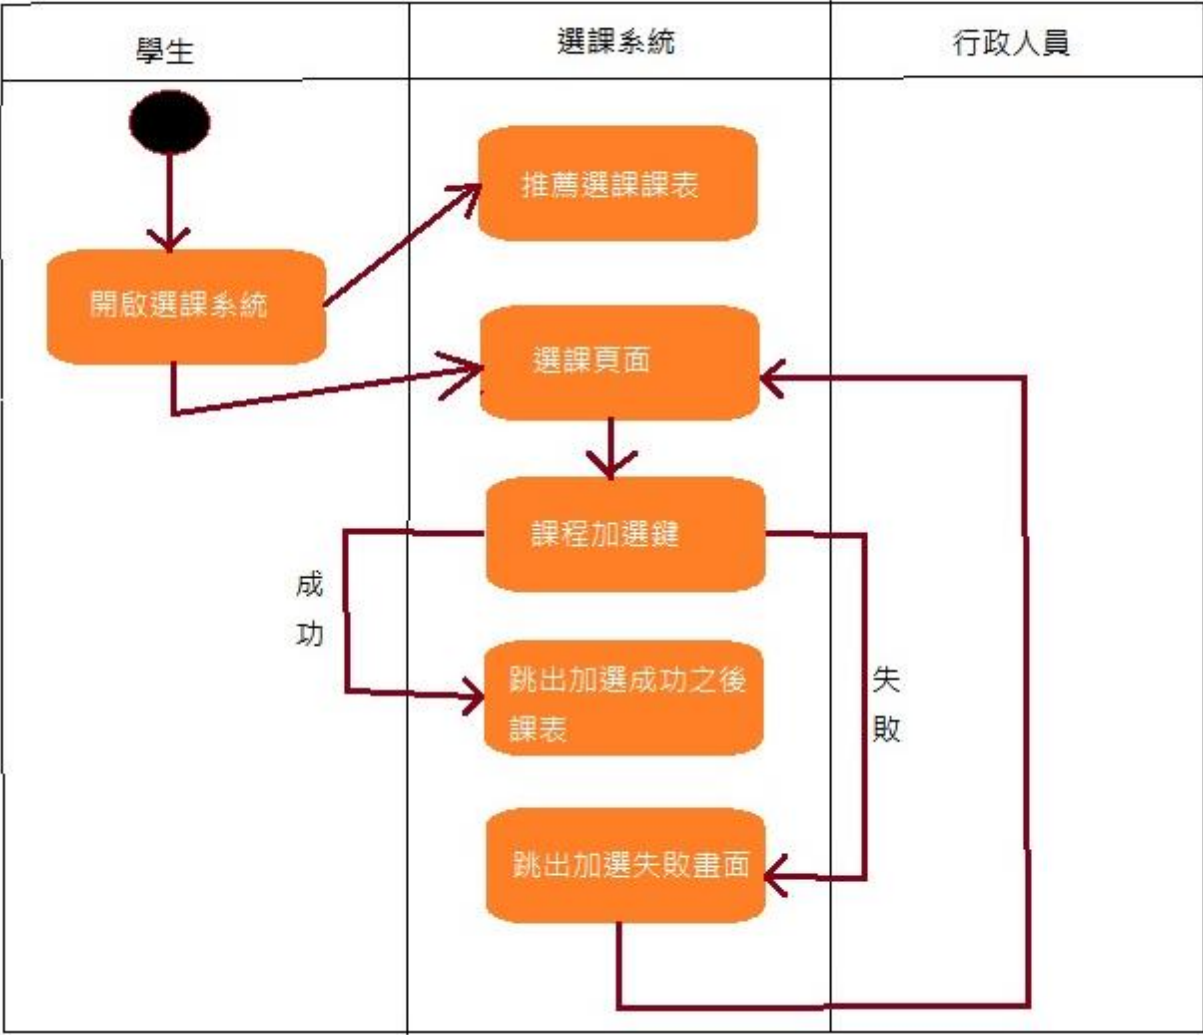 學生
選課系統
行政人員
推薦選課課表
開啟選課系統
選課頁面
課程加選鍵
成
功
跳出加選成功之後
課表
失
敗
跳出加選失敗畫面